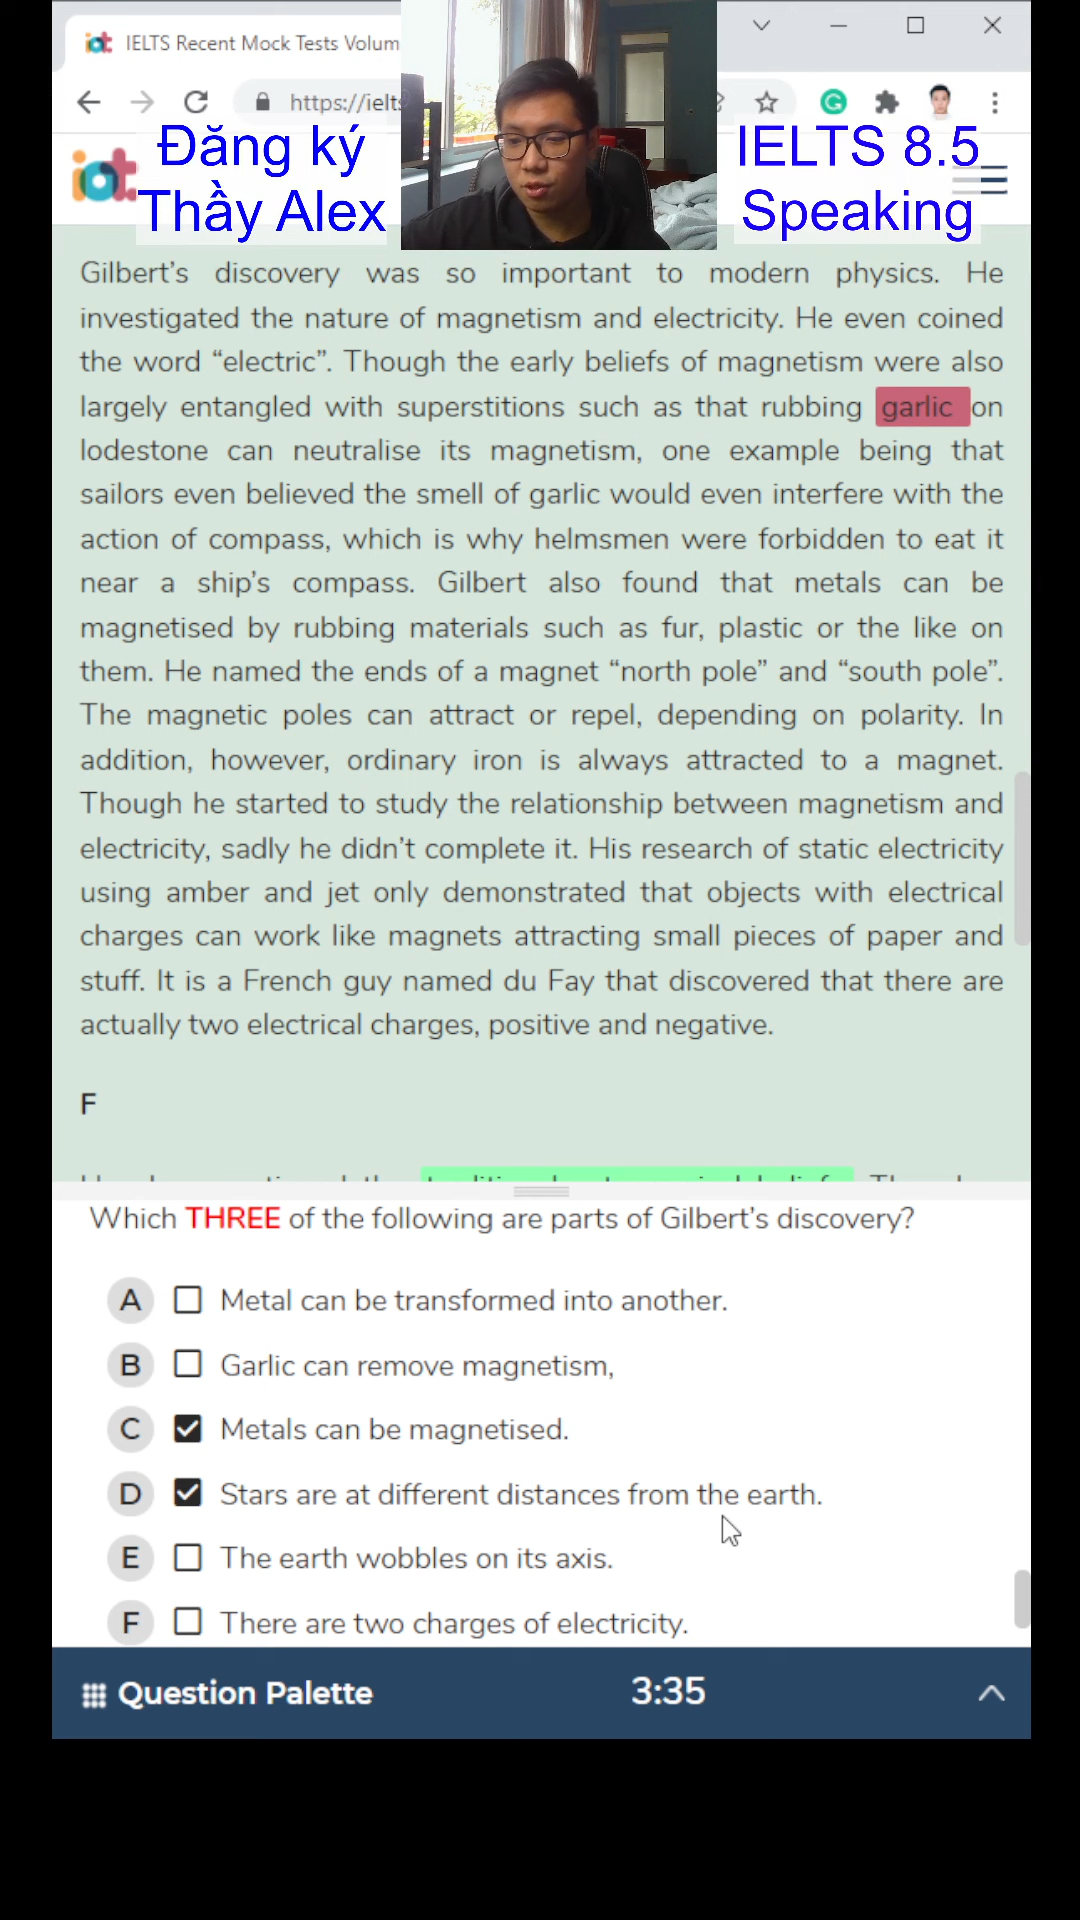 IELTS Recent Mock Tests Volum
https://ielts
iot
Đăng ký
Thầy Alex
IELTS 8.5
Speaking
Gilbert’s discovery was so important to modern physics. He
investigated the nature of magnetism and electricity. He even coined
the word “electric”. Though the early beliefs of magnetism were also
largely entangled with superstitions such as that rubbing garlic on
lodestone can neutralise its magnetism, one example being that
sailors even believed the smell of garlic would even interfere with the
action of compass, which is why helmsmen were forbidden to eat it
near a ship’s compass. Gilbert also found that metals can be
magnetised by rubbing materials such as fur, plastic or the like on
them. He named the ends of a magnet “north pole” and “south pole”.
The magnetic poles can attract or repel, depending on polarity. In
addition, however, ordinary iron is always attracted to a magnet.
Though he started to study the relationship between magnetism and
electricity, sadly he didn’t complete it. His research of static electricity
using amber and jet only demonstrated that objects with electrical
charges can work like magnets attracting small pieces of paper and
stuff. It is a French guy named du Fay that discovered that there are
actually two electrical charges, positive and negative.
F
Which THREE of the following are parts of Gilbert’s discovery?
A Metal can be transformed into another.
B Garlic can remove magnetism,
C Metals can be magnetised.
D Stars are at different distances from the earth.
E The earth wobbles on its axis.
F There are two charges of electricity.
Question Palette 3:35